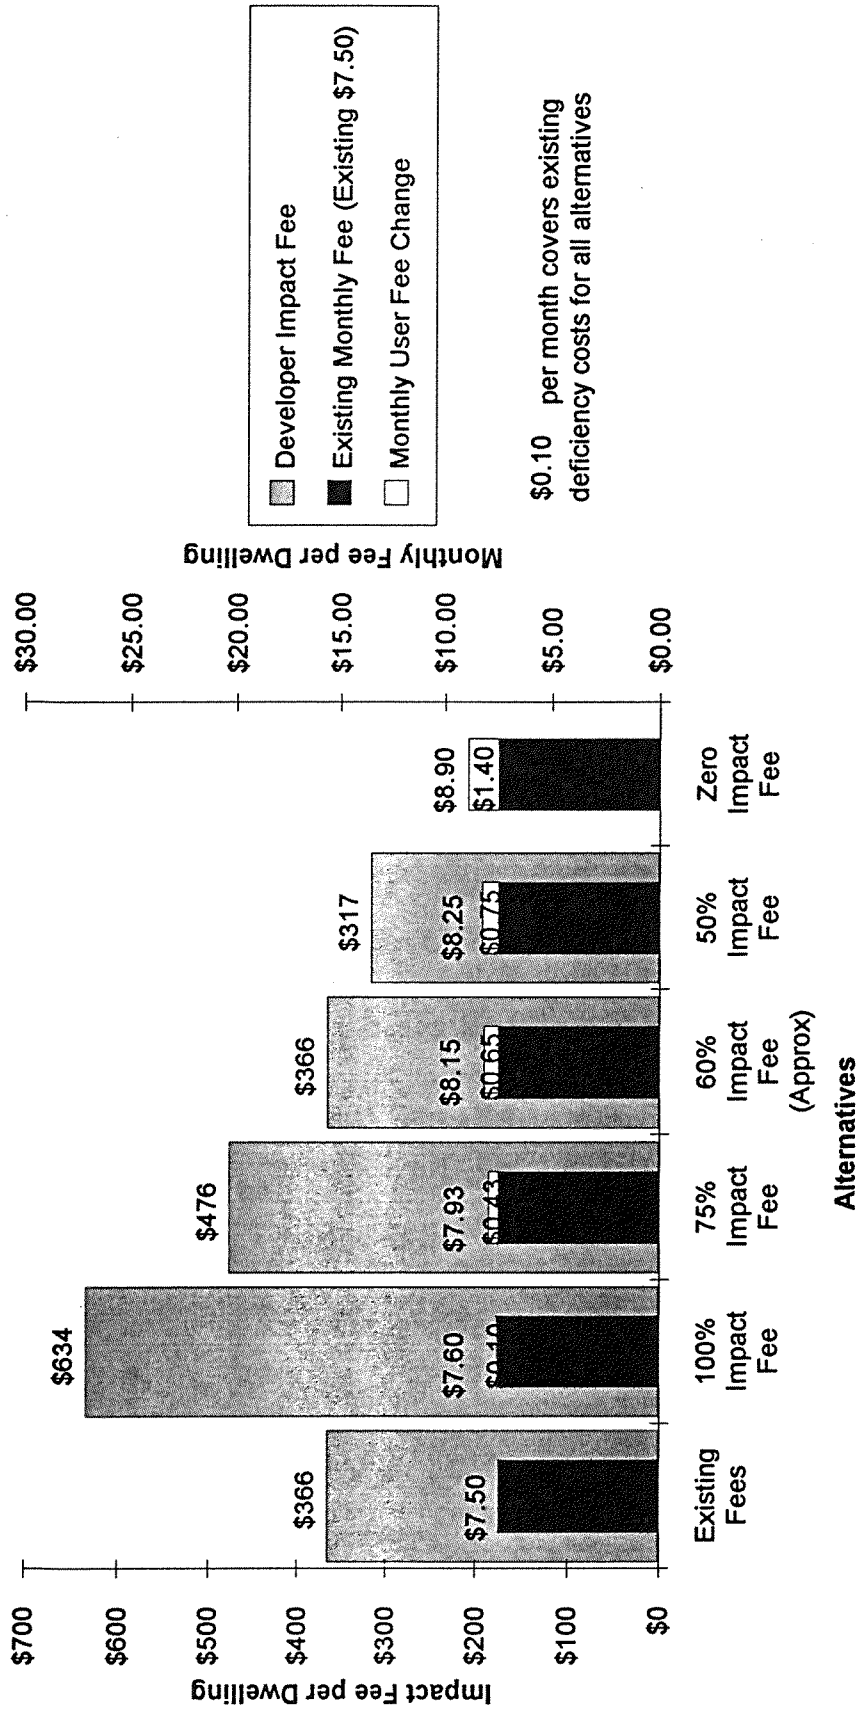 $700
$600
$500
$400
$300
$200
$100
$0
Impact Fee per Dwelling
$30.00
$25.00
$20.00
$15.00
$10.00
$5.00
$0.00
Monthly Fee per Dwelling
$366
$7.50
$634
$7.60
$0.10
$476
$7.93
$0.43
$366
$8.15
$0.65
$317
$8.25
$0.75
$8.90
$1.40
Existing
Fees
100%
Impact
Fee
75%
Impact
Fee
60%
Impact
Fee
(Approx)
50%
Impact
Fee
Zero
Impact
Fee
Alternatives
Developer Impact Fee
Existing Monthly Fee (Existing $7.50)
Monthly User Fee Change
$0.10 per month covers existing
deficiency costs for all alternatives